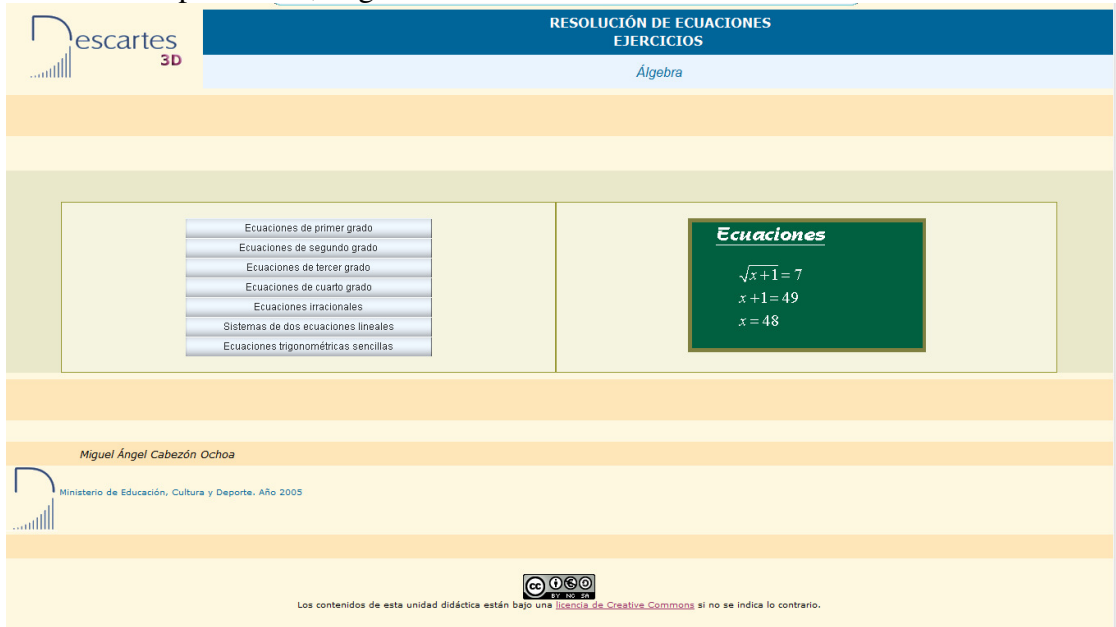 RESOLUCIÓN DE ECUACIONES
EJERCICIOS
Descartes
3D
Álgebra
Ecuaciones de primer grado
Ecuaciones de segundo grado
Ecuaciones de tercer grado
Ecuaciones de cuarto grado
Ecuaciones irracionales
Sistemas de dos ecuaciones lineales
Ecuaciones trigonométricas sencillas
Ecuaciones
√x+1 = 7
x+1= 49
x = 48
Miguel Ángel Cabezón Ochoa
D
Ministerio de Educación, Cultura y Deporte. Año 2005
cc
BY NC SA
Los contenidos de esta unidad didáctica están bajo una licencia de Creative Commons si no se indica lo contrario.